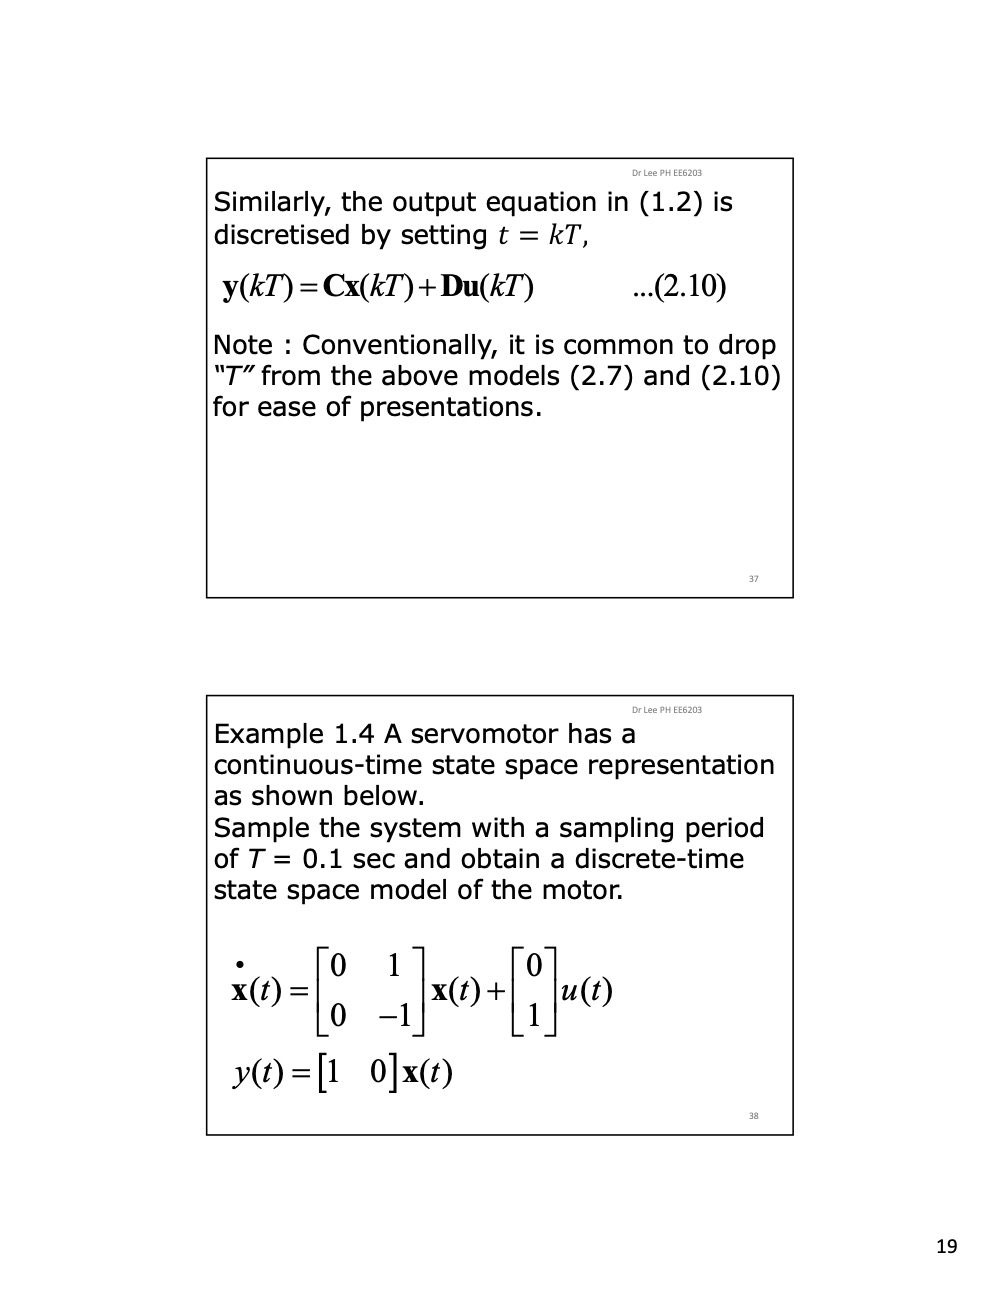 Dr Lee PH EE6203
Similarly, the output equation in (1.2) is
discretised by setting 𝑡 = 𝑘𝑇,
y(kT) = Cx(kT) + Du(kT) ...(2.10)
Note : Conventionally, it is common to drop
“T” from the above models (2.7) and (2.10)
for ease of presentations.
37
Dr Lee PH EE6203
Example 1.4 A servomotor has a
continuous-time state space representation
as shown below.
Sample the system with a sampling period
of T = 0.1 sec and obtain a discrete-time
state space model of the motor.
ẋ(t) = [0 1; 0 −1] x(t) + [0; 1] u(t)
y(t) = [1 0] x(t)
38
19